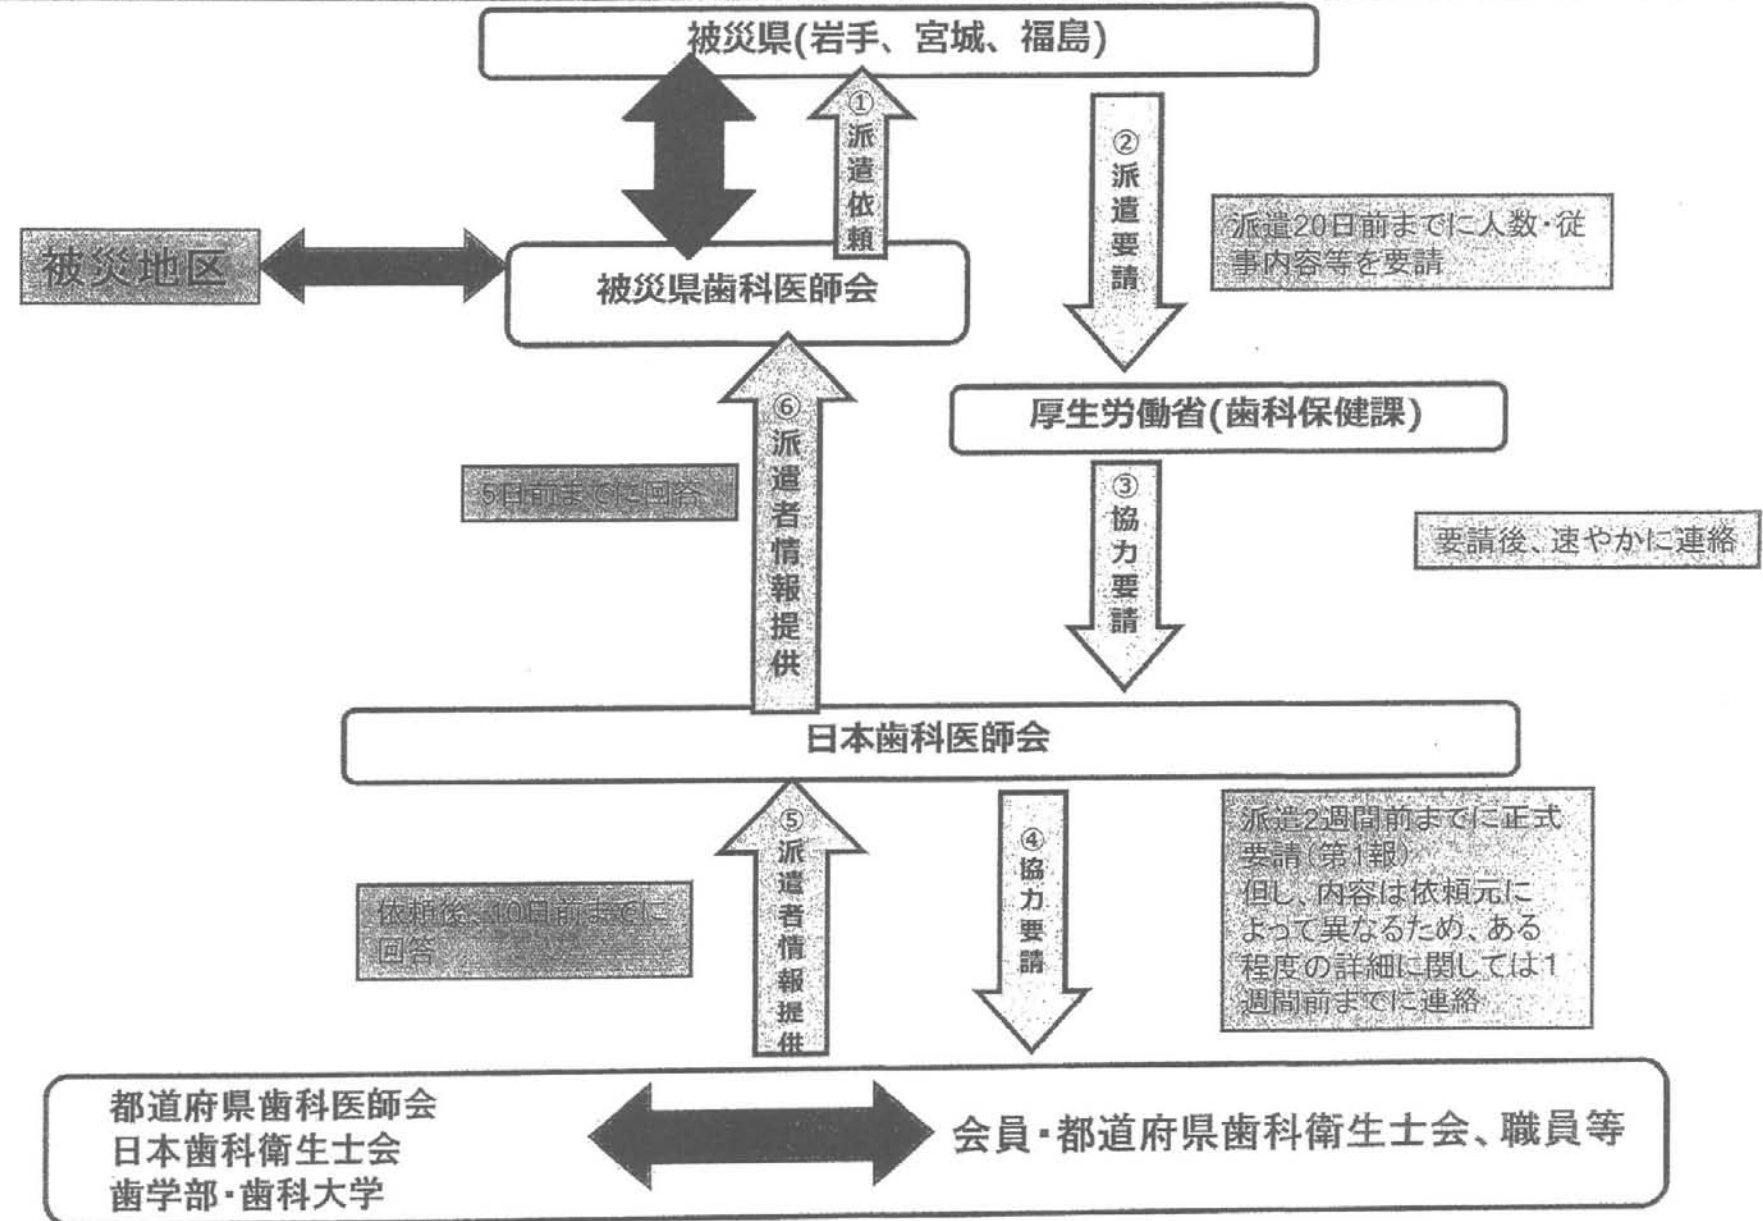 被災県(岩手、宮城、福島)
①派遣依頼
②派遣要請
派遣20日前までに人数・従
事内容等を要請
被災地区
被災県歯科医師会
厚生労働省(歯科保健課)
⑥派遣者情報提供
5日前までに回答
③協力要請
要請後、速やかに連絡
日本歯科医師会
⑤派遣者情報提供
④協力要請
派遣2週間前までに正式
要請(第1報)
但し、内容は依頼元に
よって異なるため、ある
程度の詳細に関しては1
週間前までに連絡
依頼後、10日前までに
回答
都道府県歯科医師会
日本歯科衛生士会
歯学部・歯科大学
会員・都道府県歯科衛生士会、職員等